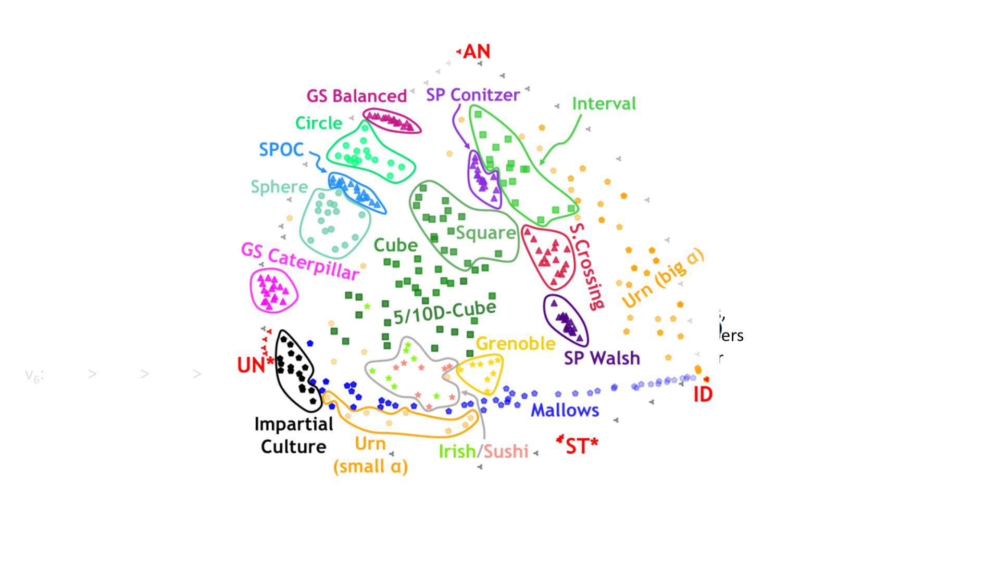 AN
GS Balanced
SP Conitzer
Interval
Circle
SPOC
Sphere
Square
S.Crossing
Cube
GS Caterpillar
Urn (big α)
5/10D-Cube
ers
Grenoble
SP Walsh
UN*
v6: > > >
ID
Mallows
Impartial
Culture
ST*
Urn
(small α)
Irish/Sushi